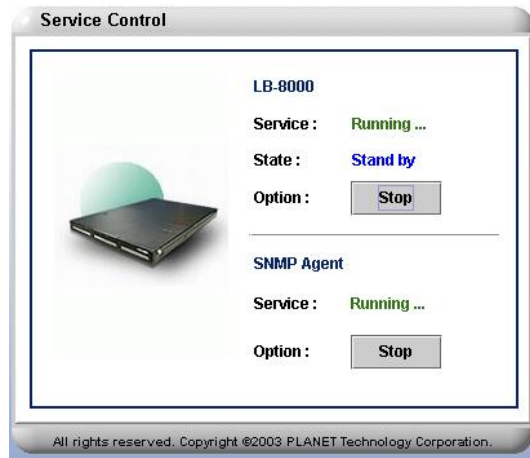 Service Control
LB-8000
Service : Running ...
State : Stand by
Option : Stop
SNMP Agent
Service : Running ...
Option : Stop
All rights reserved. Copyright ©2003 PLANET Technology Corporation.